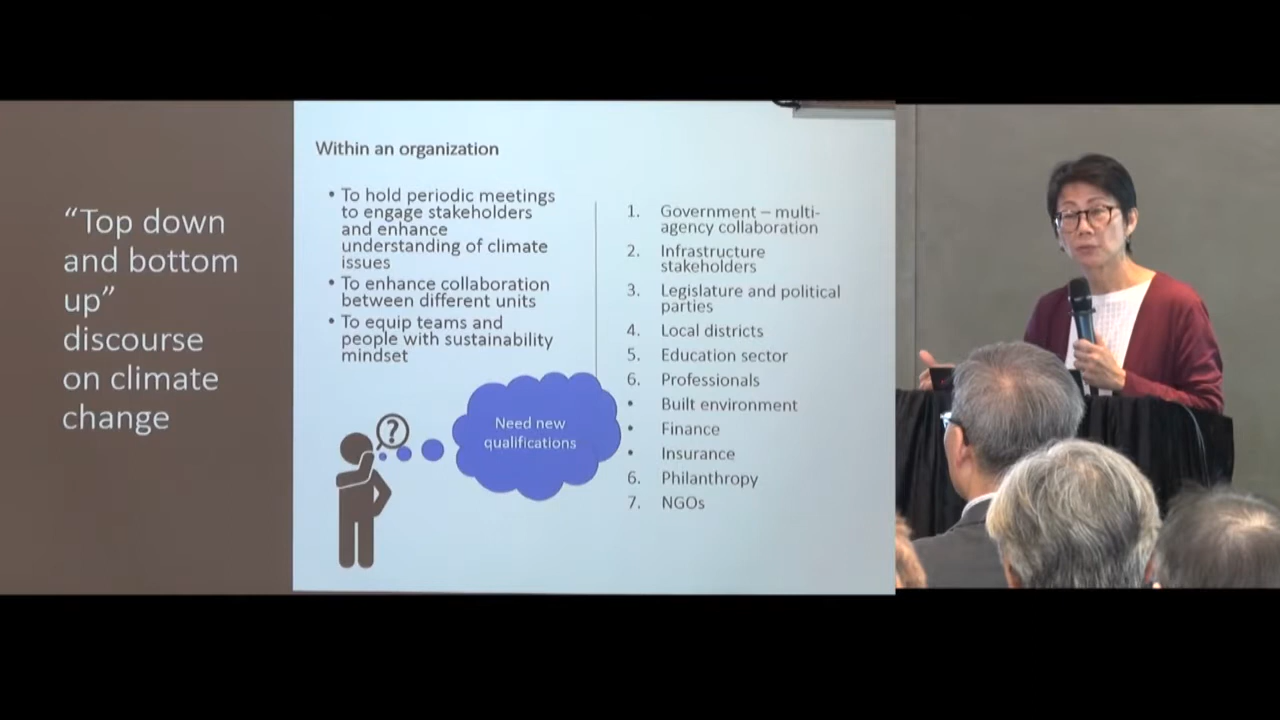 “Top down
and bottom
up”
discourse
on climate
change
Within an organization
• To hold periodic meetings
to engage stakeholders
and enhance
understanding of climate
issues
• To enhance collaboration
between different units
• To equip teams and
people with sustainability
mindset
?
Need new
qualifications
1. Government – multi-
agency collaboration
2. Infrastructure
stakeholders
3. Legislature and political
parties
4. Local districts
5. Education sector
6. Professionals
• Built environment
• Finance
• Insurance
6. Philanthropy
7. NGOs